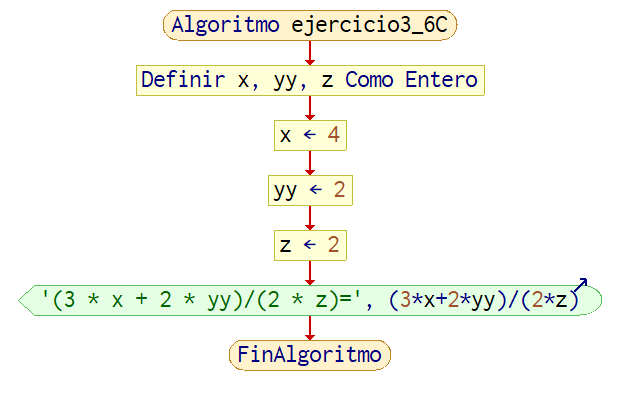 Algoritmo ejercicio3_6C
Definir x, yy, z Como Entero
x ← 4
yy ← 2
z ← 2
'(3 * x + 2 * yy)/(2 * z)=', (3*x+2*yy)/(2*z)
FinAlgoritmo